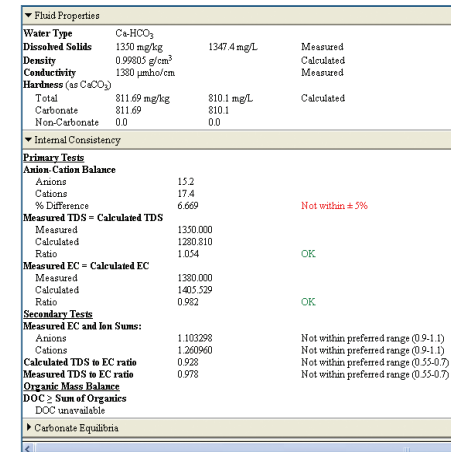 ▼ Fluid Properties
Water Type Ca-HCO₃
Dissolved Solids 1350 mg/kg 1347.4 mg/L Measured
Density 0.99805 g/cm³ Calculated
Conductivity 1380 µmho/cm Measured
Hardness (as CaCO₃)
Total 811.69 mg/kg 810.1 mg/L Calculated
Carbonate 811.69 810.1
Non-Carbonate 0.0 0.0
▼ Internal Consistency
Primary Tests
Anion-Cation Balance
Anions 15.2
Cations 17.4
% Difference 6.669 Not within ± 5%
Measured TDS = Calculated TDS
Measured 1350.000
Calculated 1280.810
Ratio 1.054 OK
Measured EC = Calculated EC
Measured 1380.000
Calculated 1405.529
Ratio 0.982 OK
Secondary Tests
Measured EC and Ion Sums:
Anions 1.103298 Not within preferred range (0.9-1.1)
Cations 1.260960 Not within preferred range (0.9-1.1)
Calculated TDS to EC ratio 0.928 Not within preferred range (0.55-0.7)
Measured TDS to EC ratio 0.978 Not within preferred range (0.55-0.7)
Organic Mass Balance
DOC ≥ Sum of Organics
DOC unavailable
▶ Carbonate Equilibria